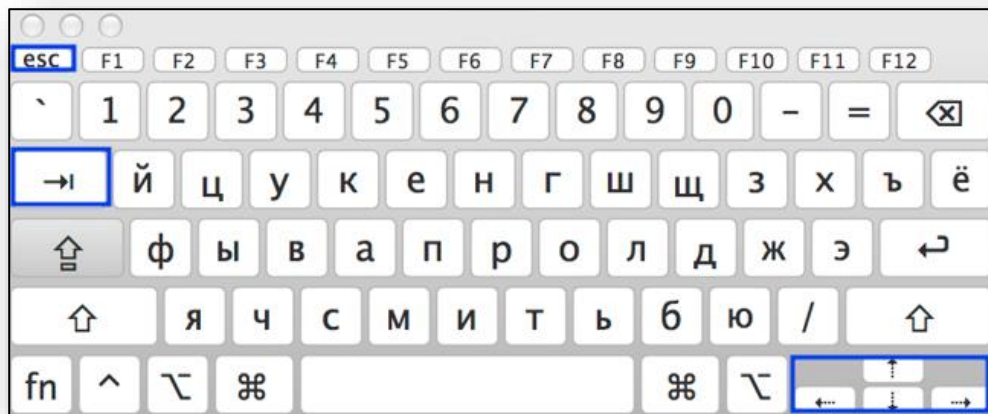 esc F1 F2 F3 F4 F5 F6 F7 F8 F9 F10 F11 F12
` 1 2 3 4 5 6 7 8 9 0 - =
й ц у к е н г ш щ з х ъ ё
ф ы в а п р о л д ж э
я ч с м и т ь б ю /
fn ^ ⌥ ⌘ ⌘ ⌥